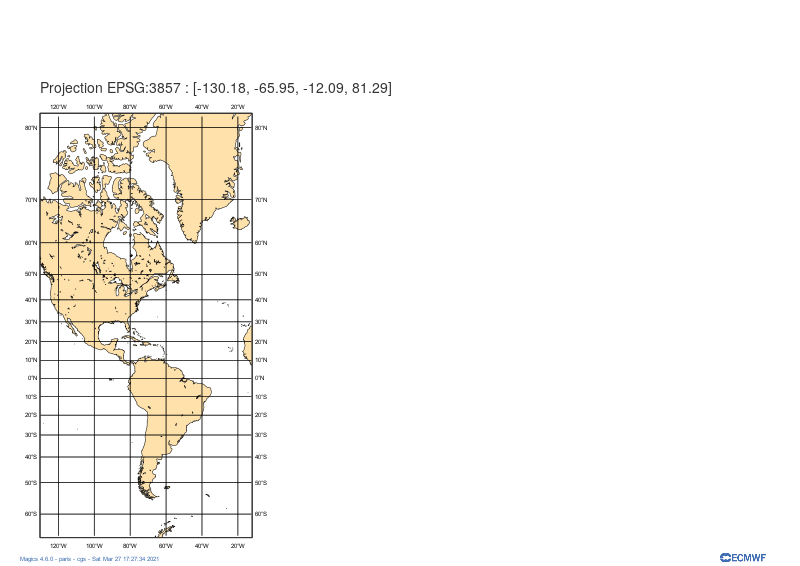 Projection EPSG:3857 : [-130.18, -65.95, -12.09, 81.29]
120°W 100°W 80°W 60°W 40°W 20°W
80°N 80°N
70°N 70°N
60°N 60°N
50°N 50°N
40°N 40°N
30°N 30°N
20°N 20°N
10°N 10°N
0°N 0°N
10°S 10°S
20°S 20°S
30°S 30°S
40°S 40°S
50°S 50°S
60°S 60°S
120°W 100°W 80°W 60°W 40°W 20°W
Magics 4.6.0 - paris - cgs - Sat Mar 27 17:27:34 2021
ECMWF